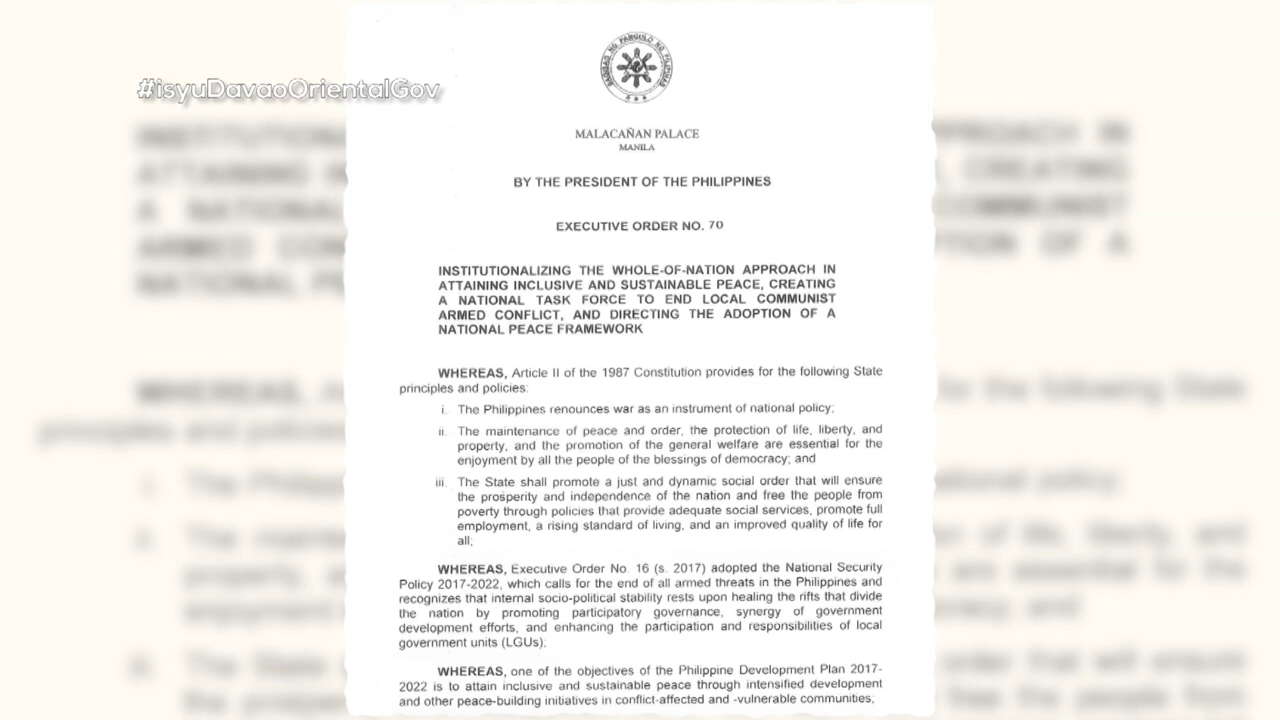 #isyuDavaoOrientalGov
MALACAÑAN PALACE
MANILA
BY THE PRESIDENT OF THE PHILIPPINES
EXECUTIVE ORDER NO. 70
INSTITUTIONALIZING THE WHOLE-OF-NATION APPROACH IN
ATTAINING INCLUSIVE AND SUSTAINABLE PEACE, CREATING
A NATIONAL TASK FORCE TO END LOCAL COMMUNIST
ARMED CONFLICT, AND DIRECTING THE ADOPTION OF A
NATIONAL PEACE FRAMEWORK
WHEREAS, Article II of the 1987 Constitution provides for the following State
principles and policies:
i. The Philippines renounces war as an instrument of national policy;
ii. The maintenance of peace and order, the protection of life, liberty, and
property, and the promotion of the general welfare are essential for the
enjoyment by all the people of the blessings of democracy; and
iii. The State shall promote a just and dynamic social order that will ensure
the prosperity and independence of the nation and free the people from
poverty through policies that provide adequate social services, promote full
employment, a rising standard of living, and an improved quality of life for
all;
WHEREAS, Executive Order No. 16 (s. 2017) adopted the National Security
Policy 2017-2022, which calls for the end of all armed threats in the Philippines and
recognizes that internal socio-political stability rests upon healing the rifts that divide
the nation by promoting participatory governance, synergy of government
development efforts, and enhancing the participation and responsibilities of local
government units (LGUs);
WHEREAS, one of the objectives of the Philippine Development Plan 2017-
2022 is to attain inclusive and sustainable peace through intensified development
and other peace-building initiatives in conflict-affected and -vulnerable communities;